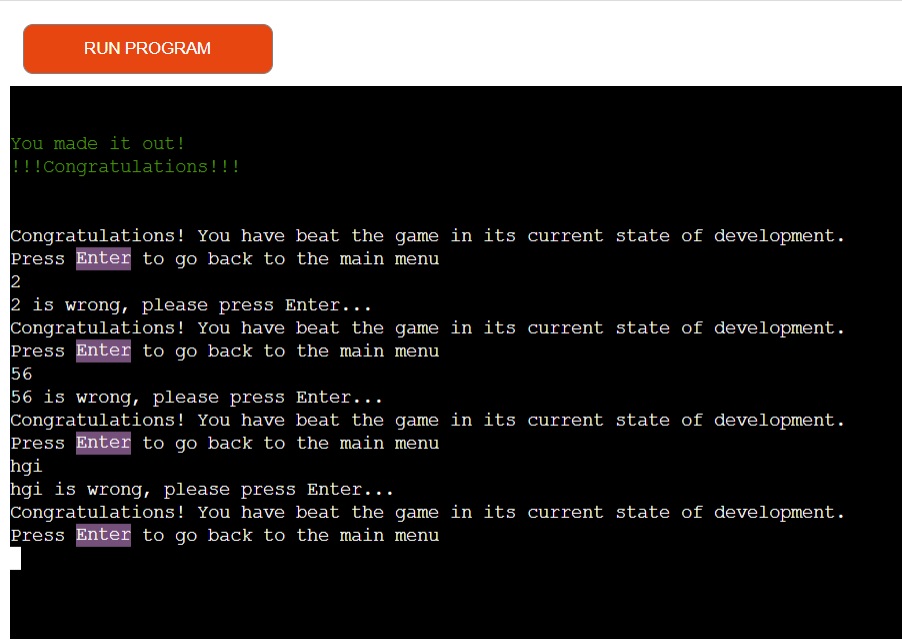 RUN PROGRAM
You made it out!
!!!Congratulations!!!
Congratulations! You have beat the game in its current state of development.
Press Enter to go back to the main menu
2
2 is wrong, please press Enter...
Congratulations! You have beat the game in its current state of development.
Press Enter to go back to the main menu
56
56 is wrong, please press Enter...
Congratulations! You have beat the game in its current state of development.
Press Enter to go back to the main menu
hgi
hgi is wrong, please press Enter...
Congratulations! You have beat the game in its current state of development.
Press Enter to go back to the main menu